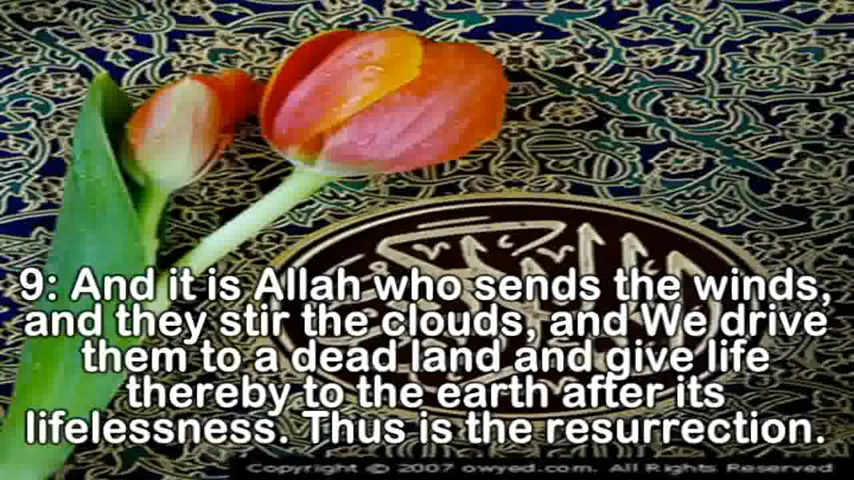 9: And it is Allah who sends the winds,
and they stir the clouds, and We drive
them to a dead land and give life
thereby to the earth after its
lifelessness. Thus is the resurrection.
Copyright © 2007 owyed.com. All Rights Reserved